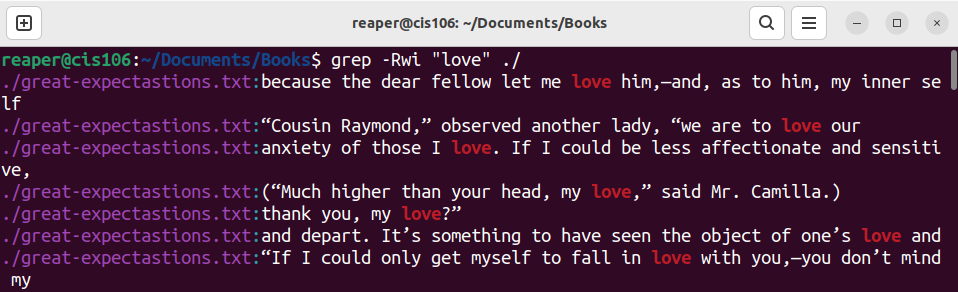 reaper@cis106: ~/Documents/Books
reaper@cis106:~/Documents/Books$ grep -Rwi "love" ./
./great-expectastions.txt:because the dear fellow let me love him,—and, as to him, my inner se
lf
./great-expectastions.txt:“Cousin Raymond,” observed another lady, “we are to love our
./great-expectastions.txt:anxiety of those I love. If I could be less affectionate and sensiti
ve,
./great-expectastions.txt:(“Much higher than your head, my love,” said Mr. Camilla.)
./great-expectastions.txt:thank you, my love?”
./great-expectastions.txt:and depart. It’s something to have seen the object of one’s love and
./great-expectastions.txt:“If I could only get myself to fall in love with you,—you don’t mind
 my